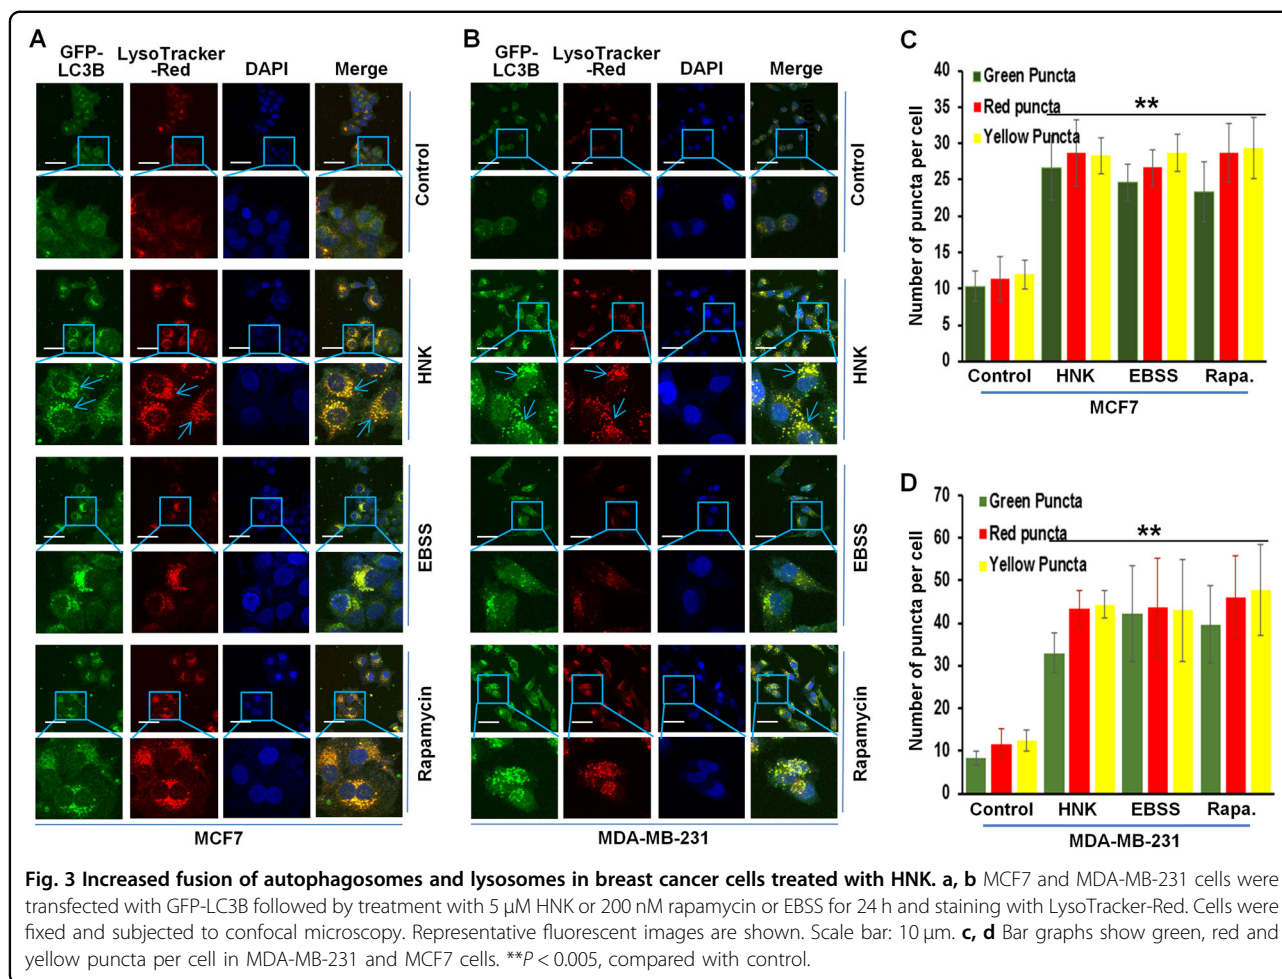 A
GFP-
LC3B
LysoTracker
-Red
DAPI
Merge
Control
HNK
EBSS
Rapamycin
MCF7
B
GFP-
LC3B
LysoTracker
-Red
DAPI
Merge
Control
HNK
EBSS
Rapamycin
MDA-MB-231
C
Number of puncta per cell
40
35
30
25
20
15
10
5
0
Green Puncta
Red puncta
Yellow Puncta
**
Control HNK EBSS Rapa.
MCF7
D
Number of puncta per cell
70
60
50
40
30
20
10
0
Green Puncta
Red puncta
Yellow Puncta
**
Control HNK EBSS Rapa.
MDA-MB-231
Fig. 3 Increased fusion of autophagosomes and lysosomes in breast cancer cells treated with HNK. a, b MCF7 and MDA-MB-231 cells were
transfected with GFP-LC3B followed by treatment with 5 μM HNK or 200 nM rapamycin or EBSS for 24 h and staining with LysoTracker-Red. Cells were
fixed and subjected to confocal microscopy. Representative fluorescent images are shown. Scale bar: 10 μm. c, d Bar graphs show green, red and
yellow puncta per cell in MDA-MB-231 and MCF7 cells. **P < 0.005, compared with control.